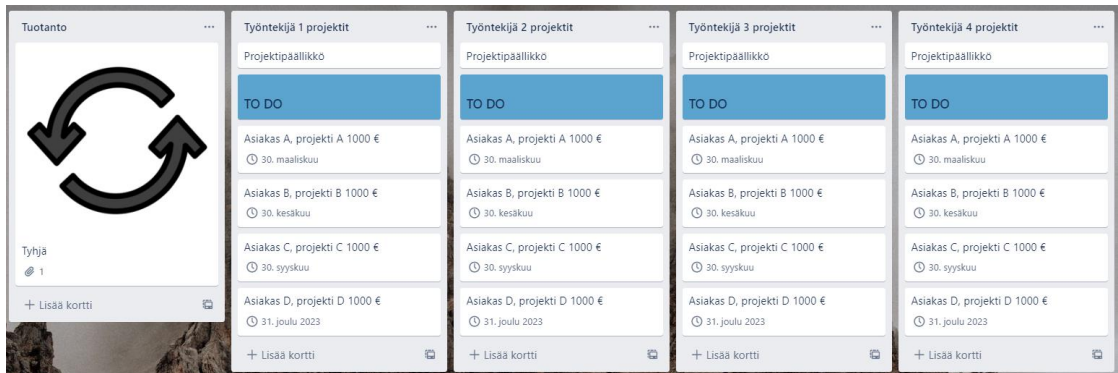 Tuotanto
Tyhjä
1
+ Lisää kortti
Työntekijä 1 projektit
Projektipäällikkö
TO DO
Asiakas A, projekti A 1000 €
30. maaliskuu
Asiakas B, projekti B 1000 €
30. kesäkuu
Asiakas C, projekti C 1000 €
30. syyskuu
Asiakas D, projekti D 1000 €
31. joulu 2023
+ Lisää kortti
Työntekijä 2 projektit
Projektipäällikkö
TO DO
Asiakas A, projekti A 1000 €
30. maaliskuu
Asiakas B, projekti B 1000 €
30. kesäkuu
Asiakas C, projekti C 1000 €
30. syyskuu
Asiakas D, projekti D 1000 €
31. joulu 2023
+ Lisää kortti
Työntekijä 3 projektit
Projektipäällikkö
TO DO
Asiakas A, projekti A 1000 €
30. maaliskuu
Asiakas B, projekti B 1000 €
30. kesäkuu
Asiakas C, projekti C 1000 €
30. syyskuu
Asiakas D, projekti D 1000 €
31. joulu 2023
+ Lisää kortti
Työntekijä 4 projektit
Projektipäällikkö
TO DO
Asiakas A, projekti A 1000 €
30. maaliskuu
Asiakas B, projekti B 1000 €
30. kesäkuu
Asiakas C, projekti C 1000 €
30. syyskuu
Asiakas D, projekti D 1000 €
31. joulu 2023
+ Lisää kortti